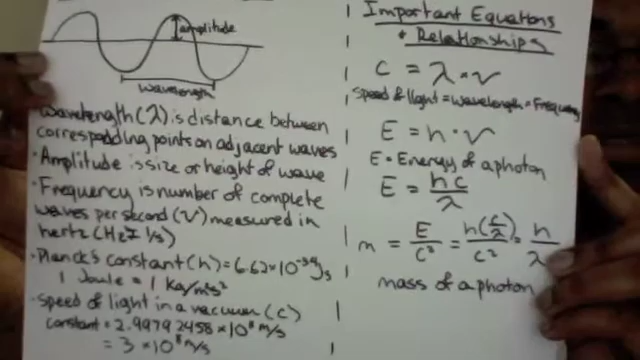 amplitude
wavelength
wavelength (λ) is distance between
corresponding points on adjacent waves
• Amplitude is size or height of wave
• Frequency is number of complete
waves per second (ν) measured in
hertz (Hz 1/s)
• Planck's constant (h) = 6.62×10⁻³⁴ Js
1 Joule = 1 kg/m²s²
• Speed of light in a vacuum (c)
constant = 2.99792458 × 10⁸ m/s
= 3 × 10⁸ m/s
Important Equations
+ Relationships
c = λ • ν
speed of light = wavelength • Frequency
E = h • ν
E = Energy of a photon
E = hc/λ
m = E/c² = h(c/λ)/c² = h/λ
mass of a photon